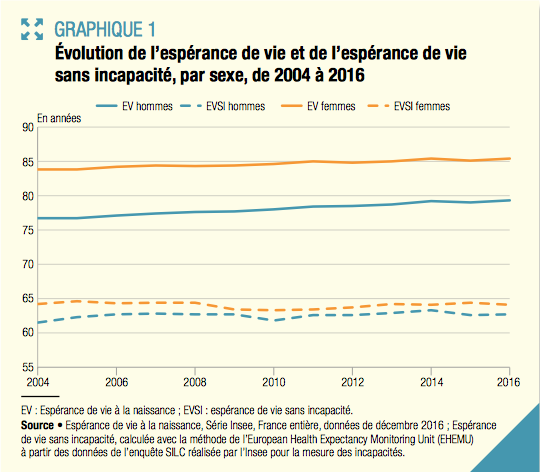 GRAPHIQUE 1
Évolution de l’espérance de vie et de l’espérance de vie
sans incapacité, par sexe, de 2004 à 2016
EV hommes EVSI hommes EV femmes EVSI femmes
En années
90
85
80
75
70
65
60
55
2004 2006 2008 2010 2012 2014 2016
EV : Espérance de vie à la naissance ; EVSI : espérance de vie sans incapacité.
Source • Espérance de vie à la naissance, Série Insee, France entière, données de décembre 2016 ; Espérance
de vie sans incapacité, calculée avec la méthode de l’European Health Expectancy Monitoring Unit (EHEMU)
à partir des données de l’enquête SILC réalisée par l’Insee pour la mesure des incapacités.